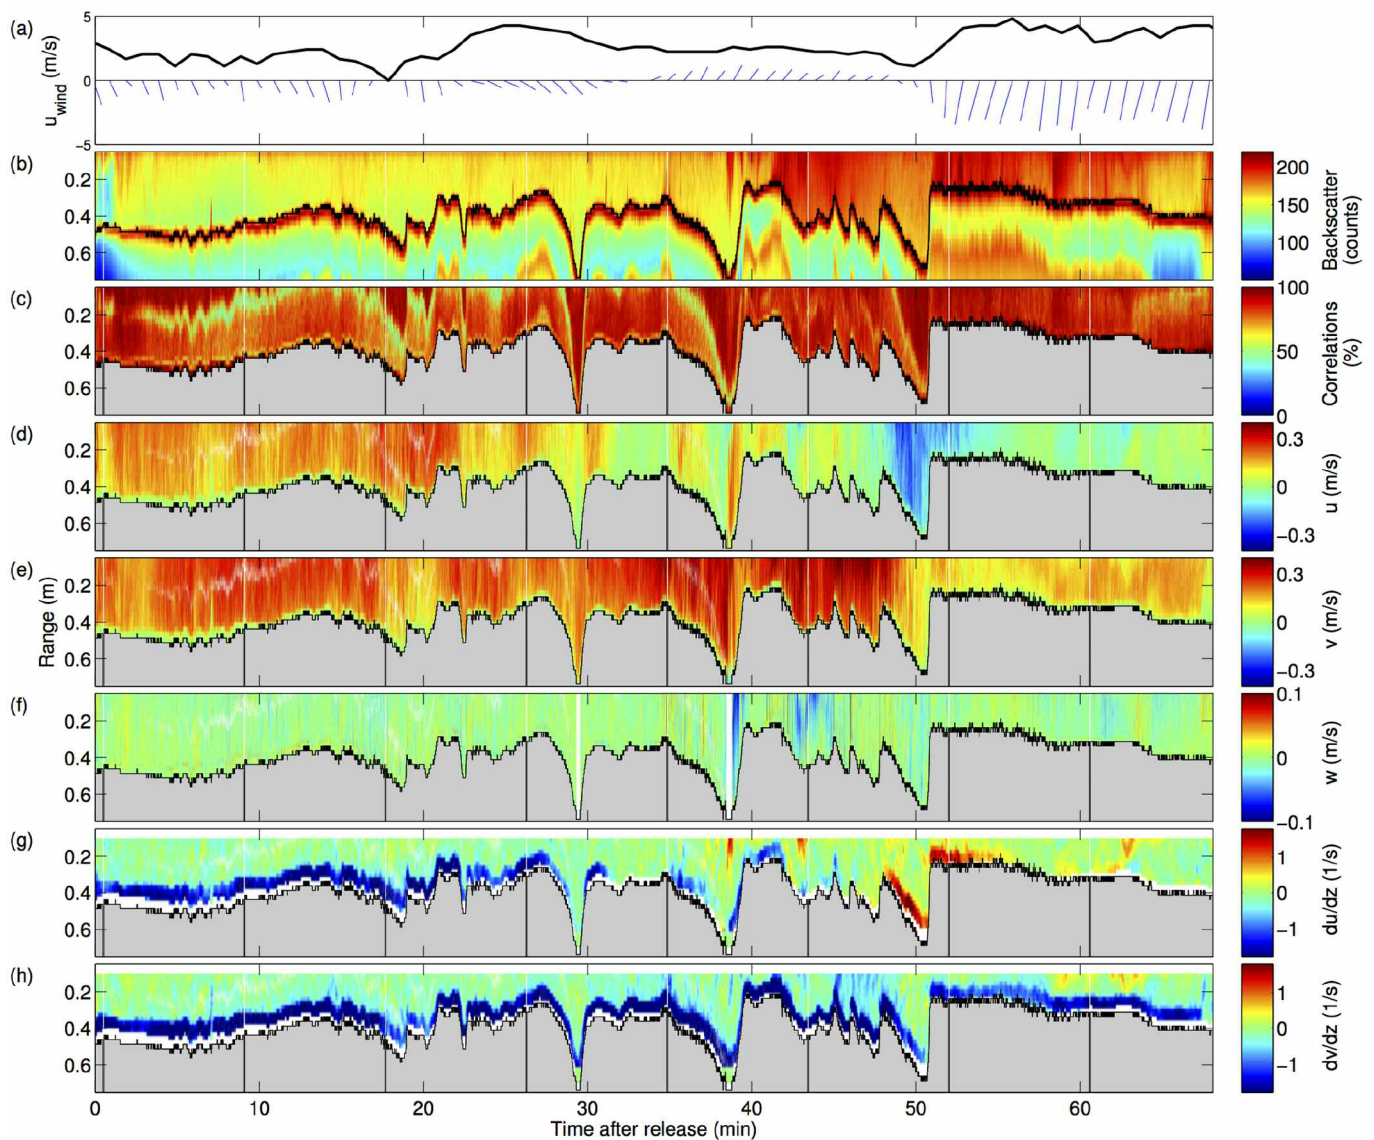 (a)
u_wind (m/s)
5
0
−5
(b)
0.2
0.4
0.6
200
150
100
Backscatter
(counts)
(c)
0.2
0.4
0.6
100
50
0
Correlations
(%)
(d)
0.2
0.4
0.6
0.3
0
−0.3
u (m/s)
(e)
Range (m)
0.2
0.4
0.6
0.3
0
−0.3
v (m/s)
(f)
0.2
0.4
0.6
0.1
0
−0.1
w (m/s)
(g)
0.2
0.4
0.6
1
0
−1
du/dz (1/s)
(h)
0.2
0.4
0.6
1
0
−1
dv/dz (1/s)
0 10 20 30 40 50 60
Time after release (min)